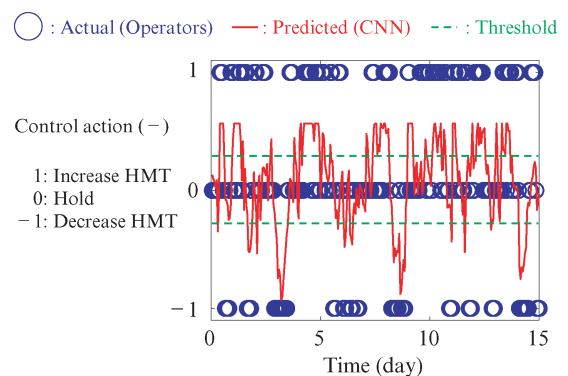 : Actual (Operators) : Predicted (CNN) : Threshold
1
Control action (−)
1: Increase HMT
0: Hold
0
−1: Decrease HMT
−1
0 5 10 15
Time (day)